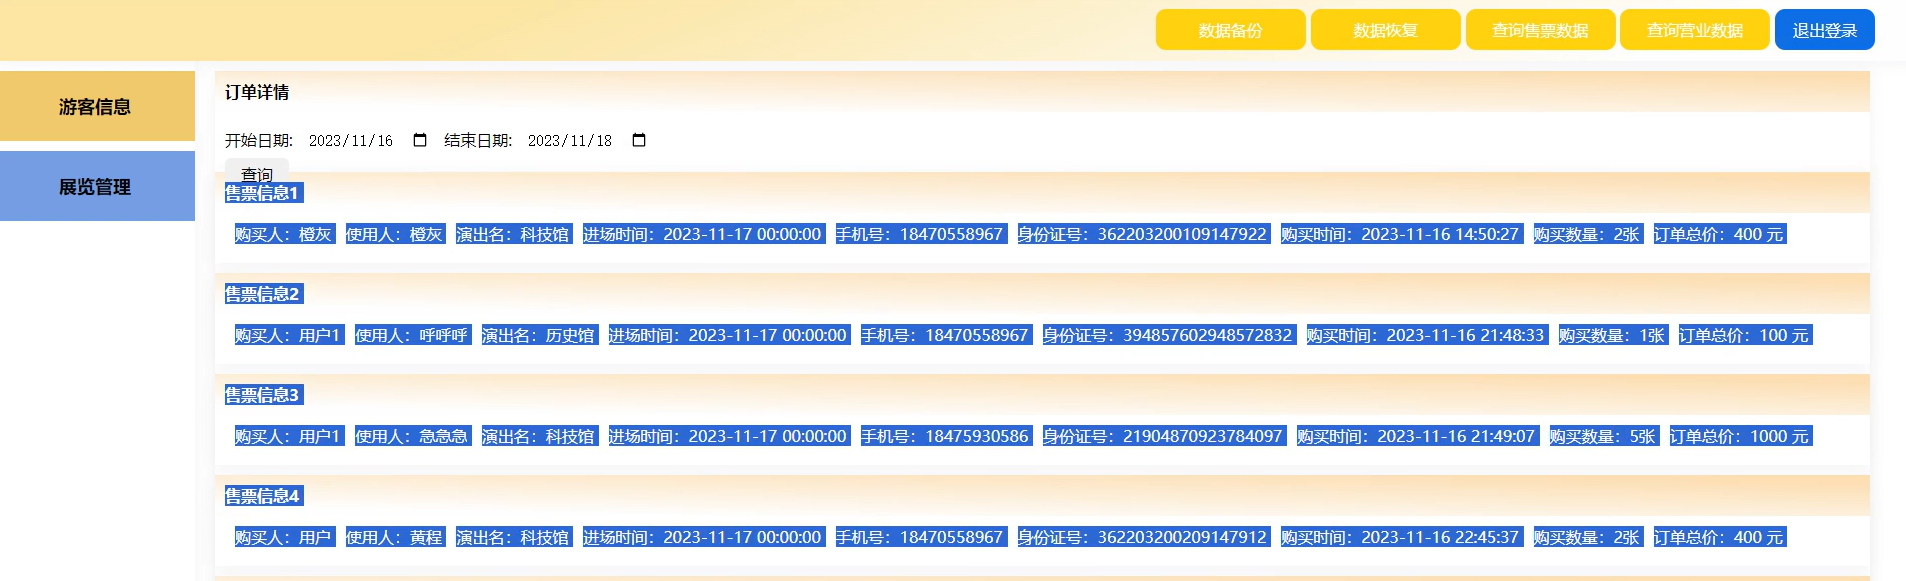 数据备份 数据恢复 查询售票数据 查询营业数据 退出登录
游客信息
展览管理
订单详情
开始日期: 2023/11/16 结束日期: 2023/11/18
查询
售票信息1
购买人：橙灰 使用人：橙灰 演出名：科技馆 进场时间：2023-11-17 00:00:00 手机号：18470558967 身份证号：362203200109147922 购买时间：2023-11-16 14:50:27 购买数量：2张 订单总价：400 元
售票信息2
购买人：用户1 使用人：呼呼呼 演出名：历史馆 进场时间：2023-11-17 00:00:00 手机号：18470558967 身份证号：394857602948572832 购买时间：2023-11-16 21:48:33 购买数量：1张 订单总价：100 元
售票信息3
购买人：用户1 使用人：急急急 演出名：科技馆 进场时间：2023-11-17 00:00:00 手机号：18475930586 身份证号：21904870923784097 购买时间：2023-11-16 21:49:07 购买数量：5张 订单总价：1000 元
售票信息4
购买人：用户 使用人：黄程 演出名：科技馆 进场时间：2023-11-17 00:00:00 手机号：18470558967 身份证号：362203200209147912 购买时间：2023-11-16 22:45:37 购买数量：2张 订单总价：400 元